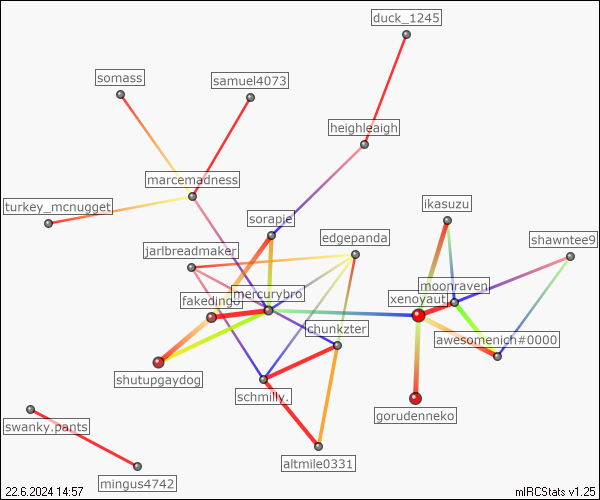 duck_1245
somass
samuel4073
heighleaigh
marcemadness
turkey_mcnugget
ikasuzu
sorapie
edgepanda
shawntee9
jarlbreadmaker
moonraven
mercurybro
xenoyautja
fakedingo
chunkzter
awesomenich#0000
shutupgaydog
schmilly.
gorudenneko
swanky.pants
altmile0331
mingus4742
22.6.2024 14:57
mIRCStats v1.25